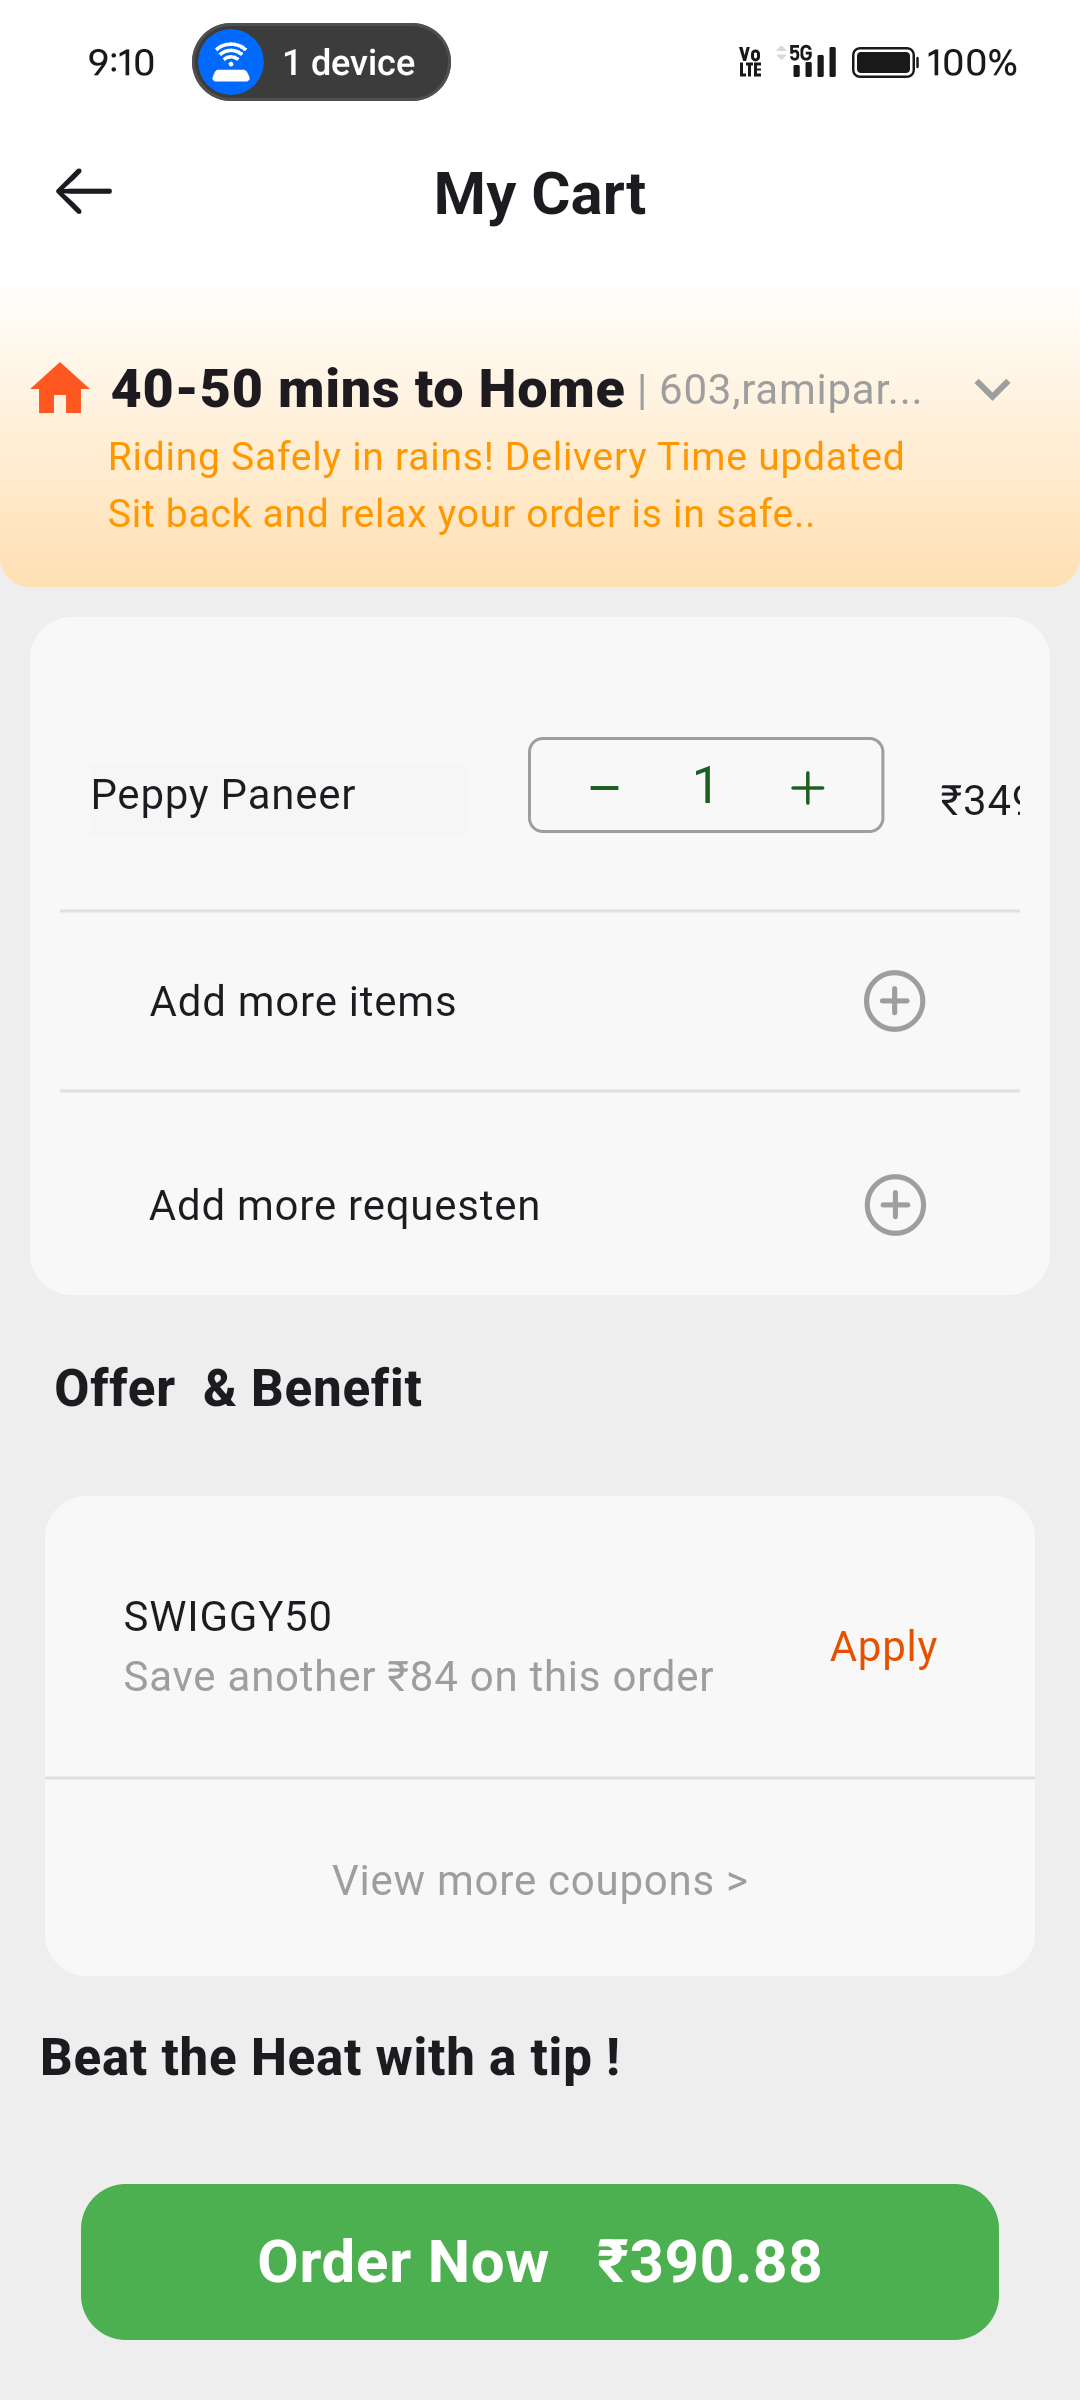 9:10
1 device
Vo LTE
5G
100%
My Cart
40-50 mins to Home | 603,ramipar...
Riding Safely in rains! Delivery Time updated
Sit back and relax your order is in safe..
Peppy Paneer
1
₹349
Add more items
Add more requesten
Offer & Benefit
SWIGGY50
Save another ₹84 on this order
Apply
View more coupons >
Beat the Heat with a tip !
Order Now ₹390.88